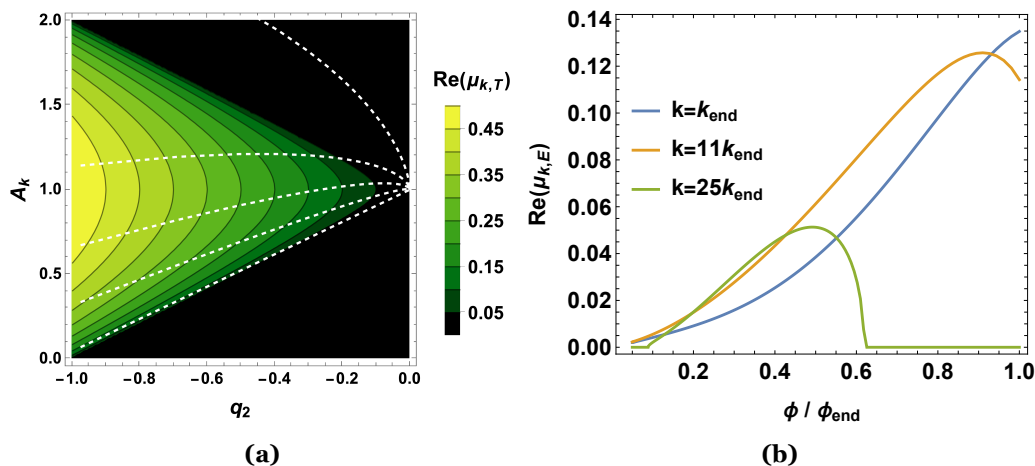 2.0
1.5
1.0
0.5
0.0
A_k
−1.0 −0.8 −0.6 −0.4 −0.2 0.0
q_2
Re(μ_{k,T})
0.45
0.35
0.25
0.15
0.05
(a)
0.14
0.12
0.10
0.08
0.06
0.04
0.02
0.00
Re(μ_{k,E})
k=k_end
k=11k_end
k=25k_end
0.2 0.4 0.6 0.8 1.0
ϕ / ϕ_end
(b)